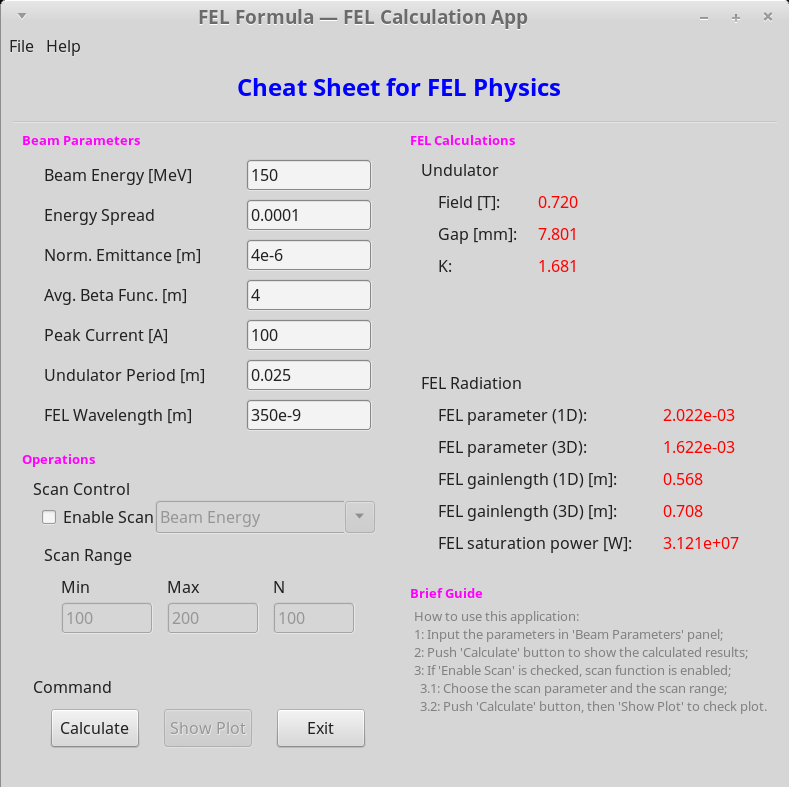 FEL Formula — FEL Calculation App
File Help
Cheat Sheet for FEL Physics
Beam Parameters
Beam Energy [MeV] 150
Energy Spread 0.0001
Norm. Emittance [m] 4e-6
Avg. Beta Func. [m] 4
Peak Current [A] 100
Undulator Period [m] 0.025
FEL Wavelength [m] 350e-9
Operations
Scan Control
Enable Scan Beam Energy
Scan Range
Min Max N
100 200 100
Command
Calculate Show Plot Exit
FEL Calculations
Undulator
Field [T]: 0.720
Gap [mm]: 7.801
K: 1.681
FEL Radiation
FEL parameter (1D): 2.022e-03
FEL parameter (3D): 1.622e-03
FEL gainlength (1D) [m]: 0.568
FEL gainlength (3D) [m]: 0.708
FEL saturation power [W]: 3.121e+07
Brief Guide
How to use this application:
1: Input the parameters in 'Beam Parameters' panel;
2: Push 'Calculate' button to show the calculated results;
3: If 'Enable Scan' is checked, scan function is enabled;
3.1: Choose the scan parameter and the scan range;
3.2: Push 'Calculate' button, then 'Show Plot' to check plot.